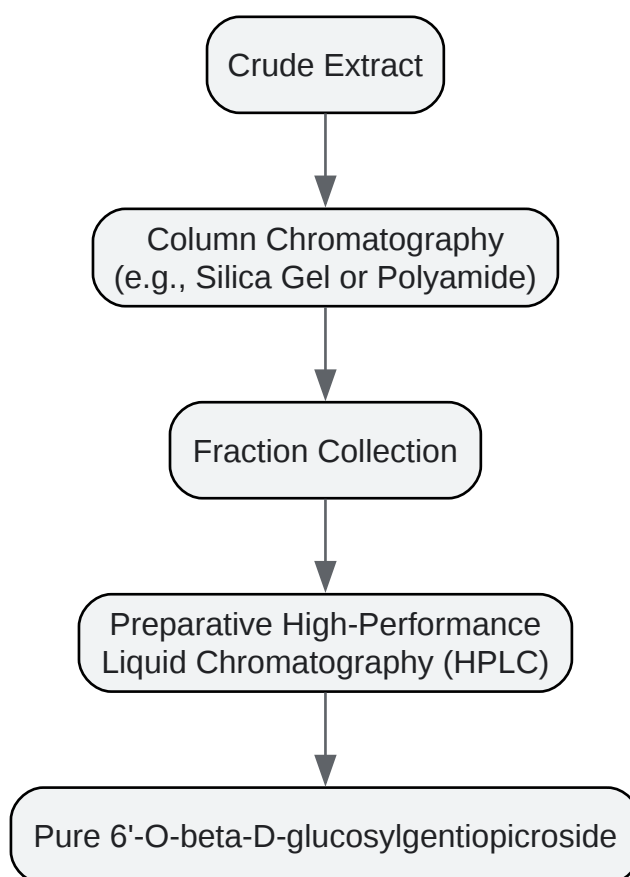 Crude Extract
Column Chromatography
(e.g., Silica Gel or Polyamide)
Fraction Collection
Preparative High-Performance
Liquid Chromatography (HPLC)
Pure 6'-O-beta-D-glucosylgentiopicroside